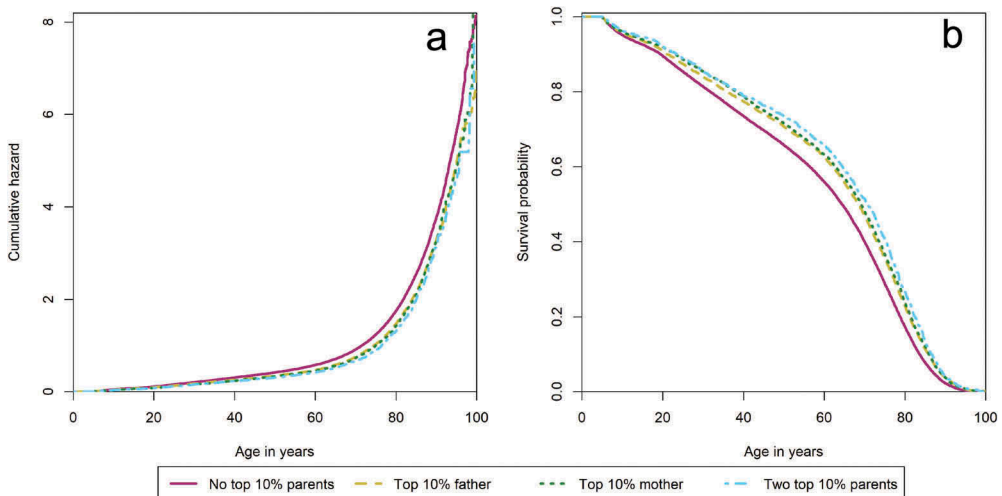 a
8
6
4
2
0
Cumulative hazard
0 20 40 60 80 100
Age in years
b
1.0
0.8
0.6
0.4
0.2
0.0
Survival probability
0 20 40 60 80 100
Age in years
No top 10% parents Top 10% father Top 10% mother Two top 10% parents